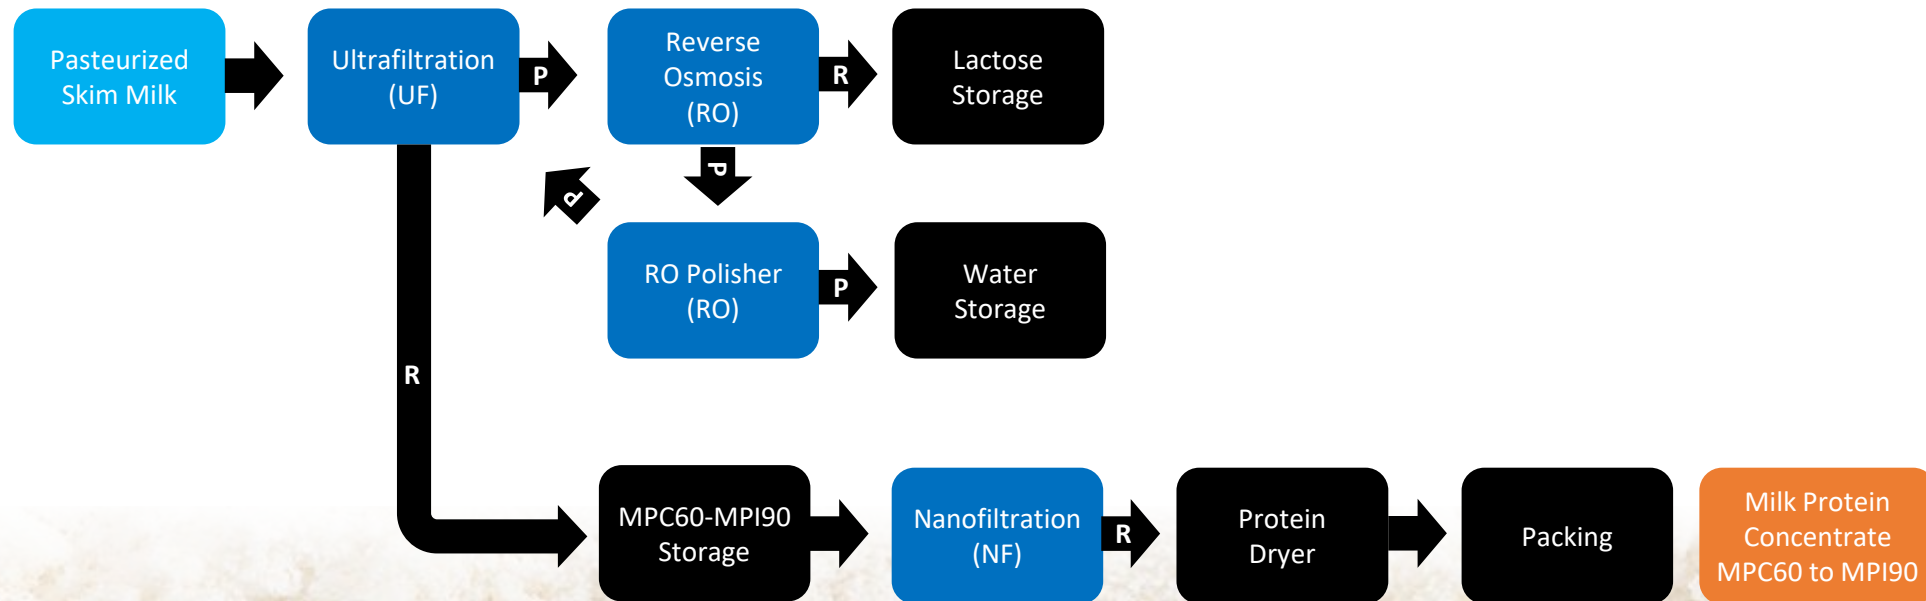 Pasteurized
Skim Milk
Ultrafiltration
(UF)
P
Reverse
Osmosis
(RO)
R
Lactose
Storage
P
P
RO Polisher
(RO)
P
Water
Storage
R
MPC60-MPI90
Storage
Nanofiltration
(NF)
R
Protein
Dryer
Packing
Milk Protein
Concentrate
MPC60 to MPI90